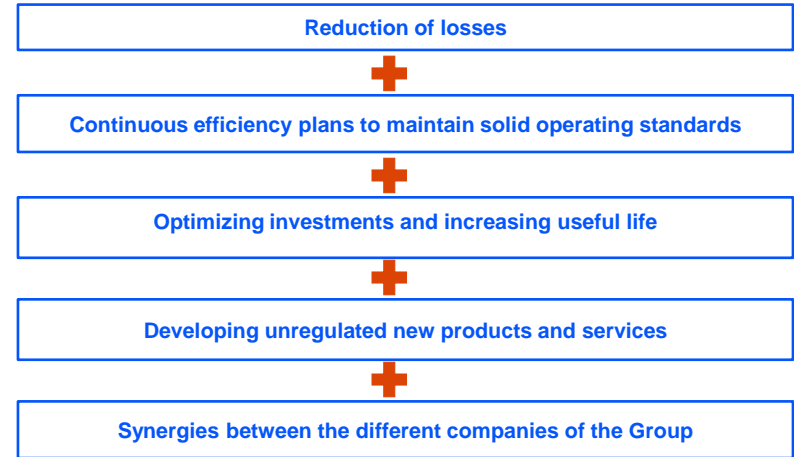 Reduction of losses
Continuous efficiency plans to maintain solid operating standards
Optimizing investments and increasing useful life
Developing unregulated new products and services
Synergies between the different companies of the Group